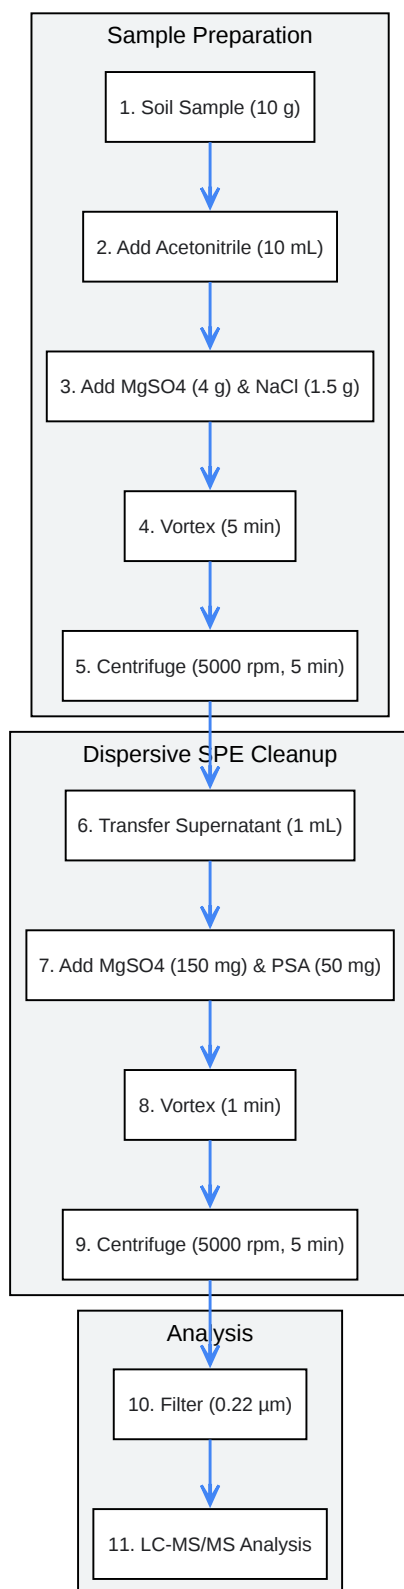 Sample Preparation
1. Soil Sample (10 g)
2. Add Acetonitrile (10 mL)
3. Add MgSO4 (4 g) & NaCl (1.5 g)
4. Vortex (5 min)
5. Centrifuge (5000 rpm, 5 min)
Dispersive SPE Cleanup
6. Transfer Supernatant (1 mL)
7. Add MgSO4 (150 mg) & PSA (50 mg)
8. Vortex (1 min)
9. Centrifuge (5000 rpm, 5 min)
Analysis
10. Filter (0.22 µm)
11. LC-MS/MS Analysis